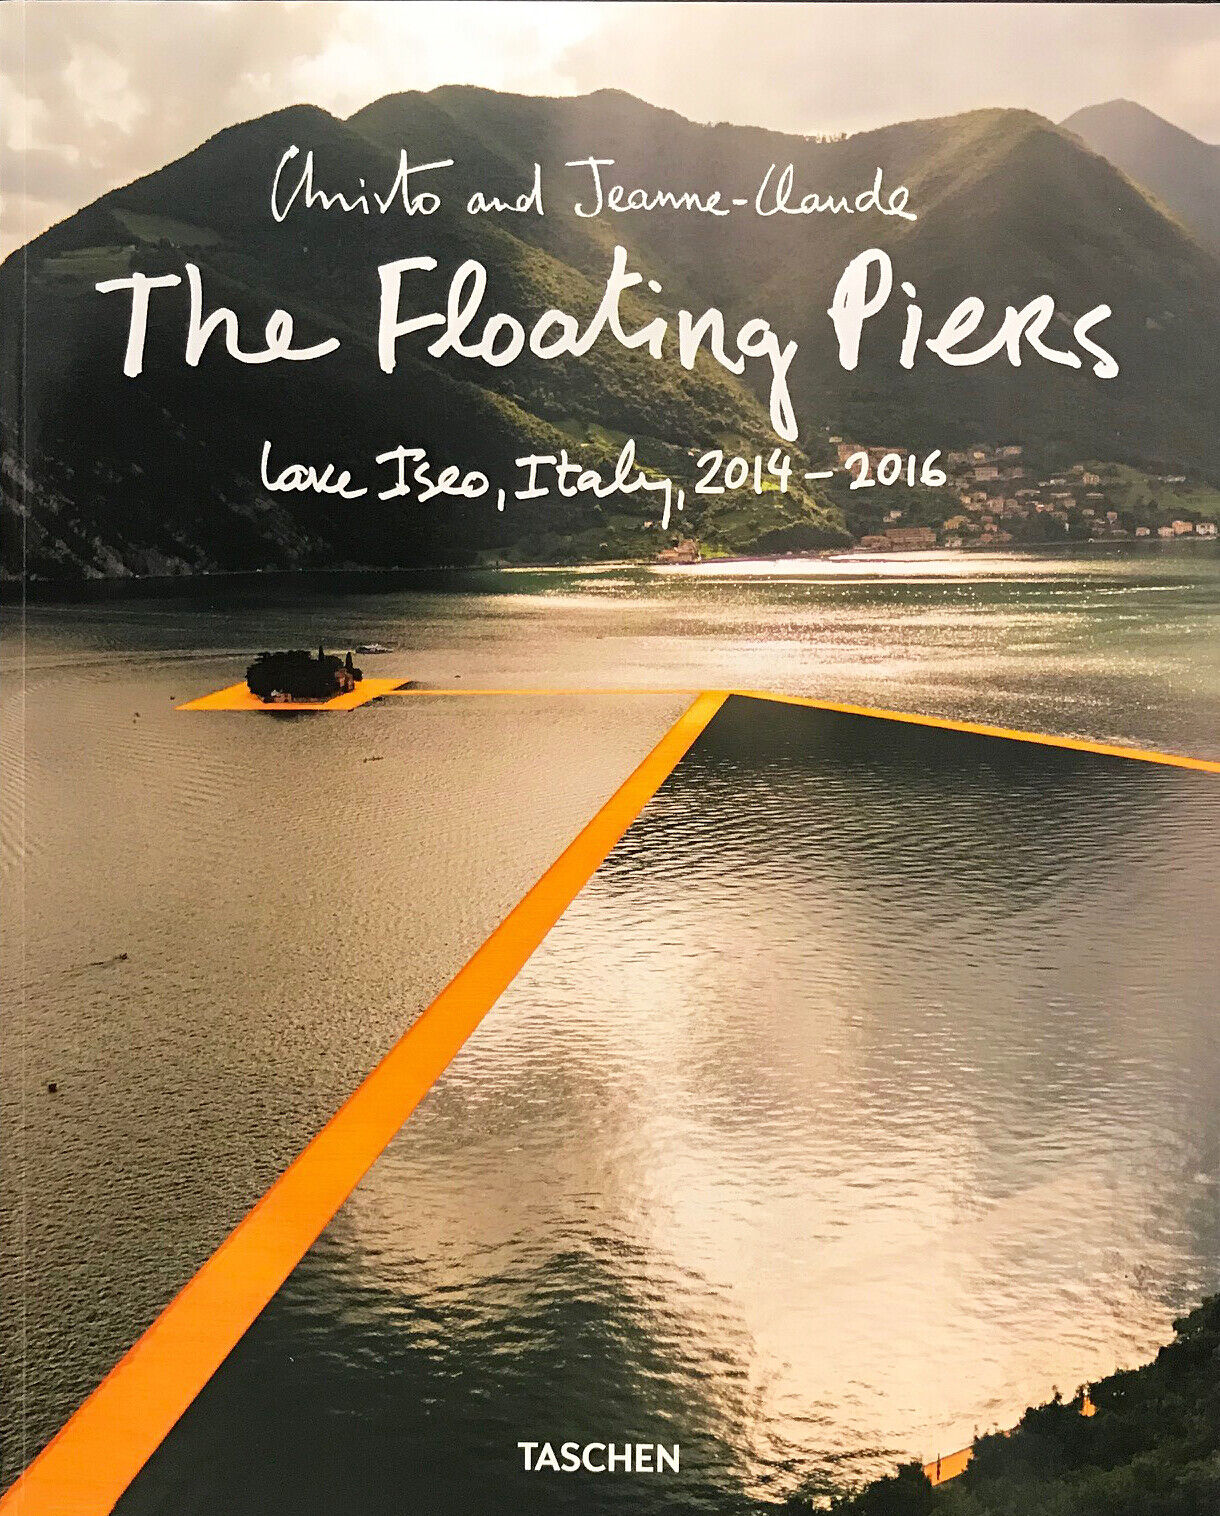 Christo and Jeanne-Claude
The Floating Piers
Lake Iseo, Italy, 2014–2016
TASCHEN